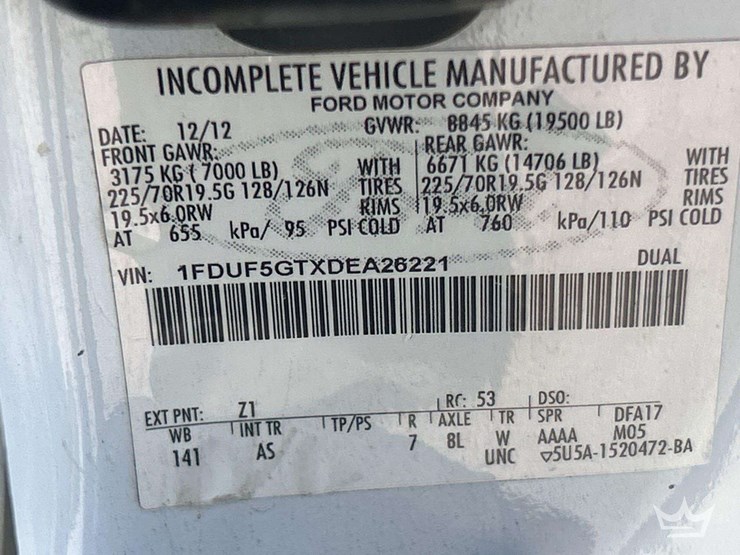 INCOMPLETE VEHICLE MANUFACTURED BY
FORD MOTOR COMPANY
DATE: 12/12 GVWR: 8845 KG (19500 LB)
FRONT GAWR: REAR GAWR:
3175 KG ( 7000 LB) WITH 6671 KG (14706 LB) WITH
225/70R19.5G 128/126N TIRES 225/70R19.5G 128/126N TIRES
19.5x6.0RW RIMS 19.5x6.0RW RIMS
AT 655 kPa/ 95 PSI COLD AT 760 kPa/110 PSI COLD
VIN: 1FDUF5GTXDEA26221 DUAL
EXT PNT: Z1 RC: 53 DSO:
WB INT TR TP/PS R AXLE TR SPR DFA17
141 AS 7 8L W AAAA M05
UNC ▽5U5A-1520472-BA